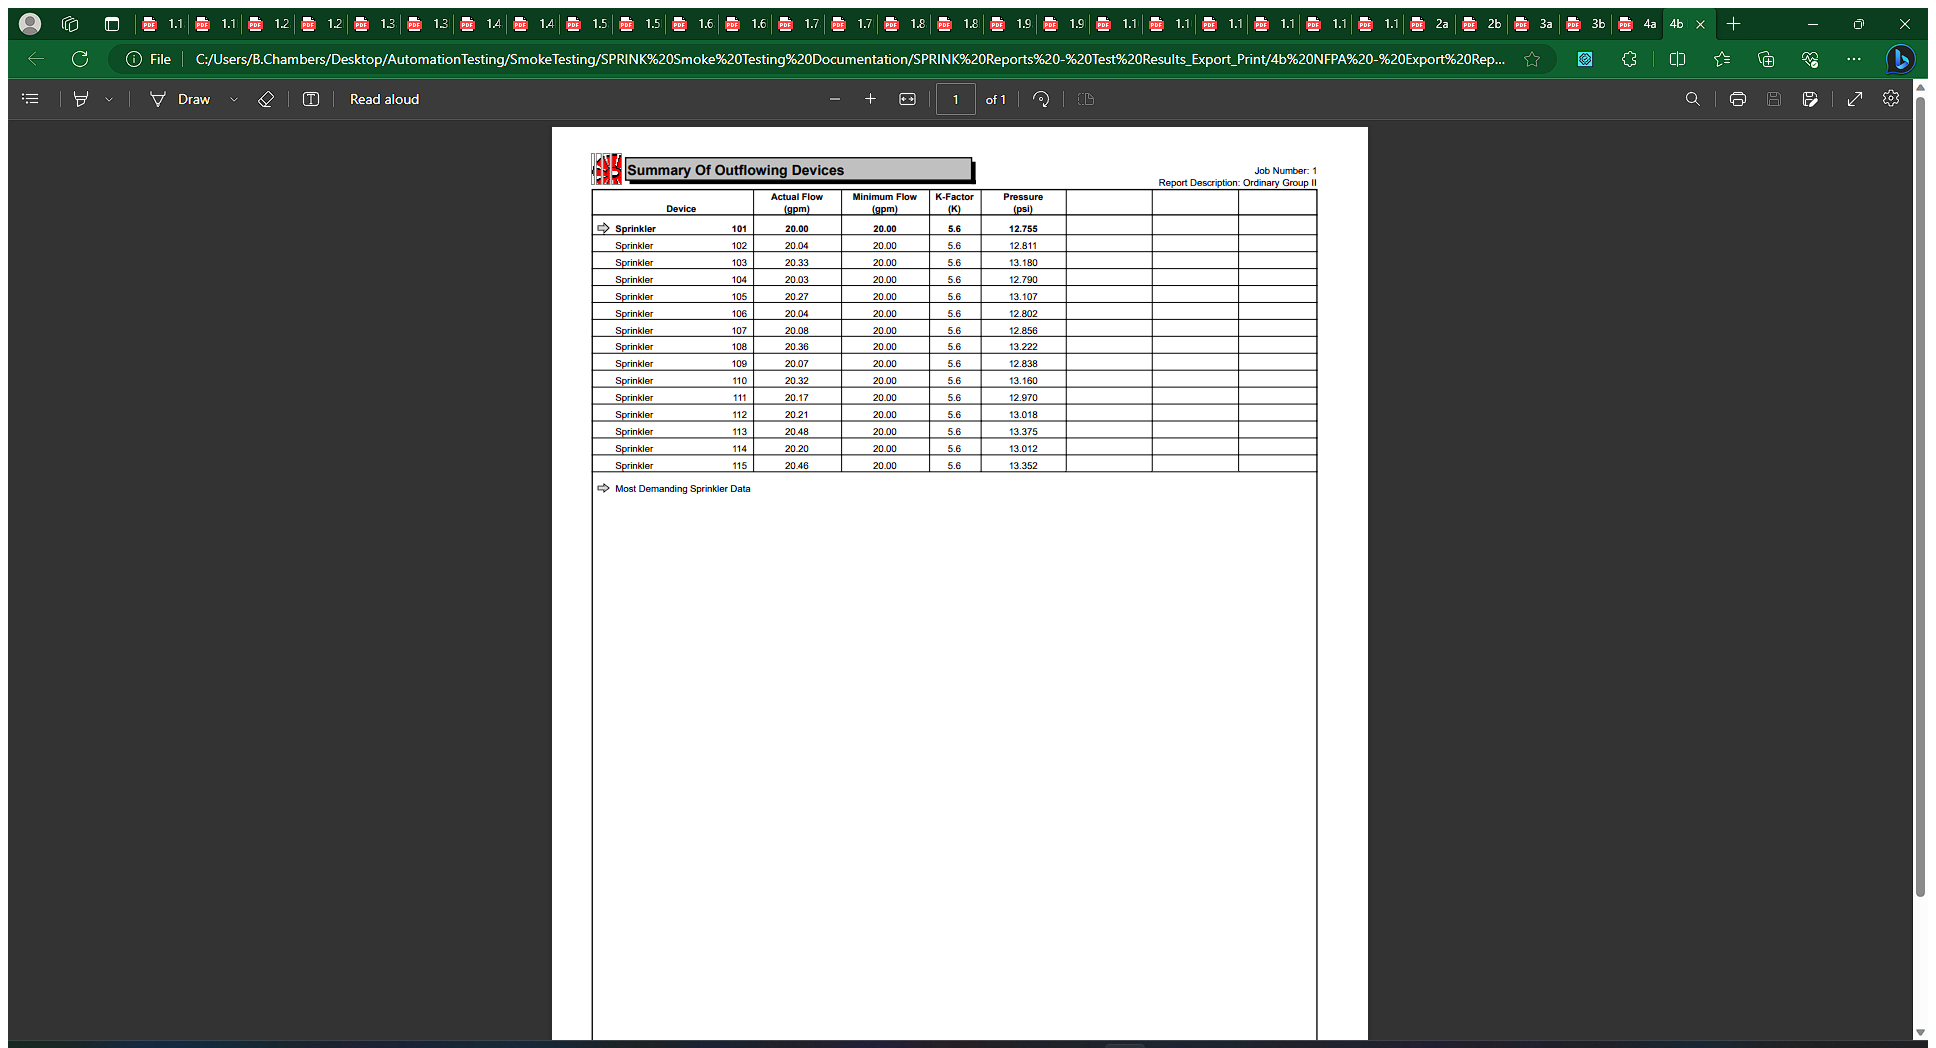 1.1 1.1 1.2 1.2 1.3 1.3 1.4 1.4 1.5 1.5 1.6 1.6 1.7 1.7 1.8 1.8 1.9 1.9 1.1 1.1 1.1 1.1 1.1 1.1 2a 2b 3a 3b 4a 4b
File C:/Users/B.Chambers/Desktop/AutomationTesting/SmokeTesting/SPRINK%20Smoke%20Testing%20Documentation/SPRINK%20Reports%20-%20Test%20Results_Export_Print/4b%20NFPA%20-%20Export%20Rep...
Draw Read aloud 1 of 1
Summary Of Outflowing Devices
Job Number: 1
Report Description: Ordinary Group II
Device Actual Flow (gpm) Minimum Flow (gpm) K-Factor (K) Pressure (psi)
Sprinkler 101 20.00 20.00 5.6 12.755
Sprinkler 102 20.04 20.00 5.6 12.811
Sprinkler 103 20.33 20.00 5.6 13.180
Sprinkler 104 20.03 20.00 5.6 12.790
Sprinkler 105 20.27 20.00 5.6 13.107
Sprinkler 106 20.04 20.00 5.6 12.802
Sprinkler 107 20.08 20.00 5.6 12.856
Sprinkler 108 20.36 20.00 5.6 13.222
Sprinkler 109 20.07 20.00 5.6 12.838
Sprinkler 110 20.32 20.00 5.6 13.160
Sprinkler 111 20.17 20.00 5.6 12.970
Sprinkler 112 20.21 20.00 5.6 13.018
Sprinkler 113 20.48 20.00 5.6 13.375
Sprinkler 114 20.20 20.00 5.6 13.012
Sprinkler 115 20.46 20.00 5.6 13.352
Most Demanding Sprinkler Data